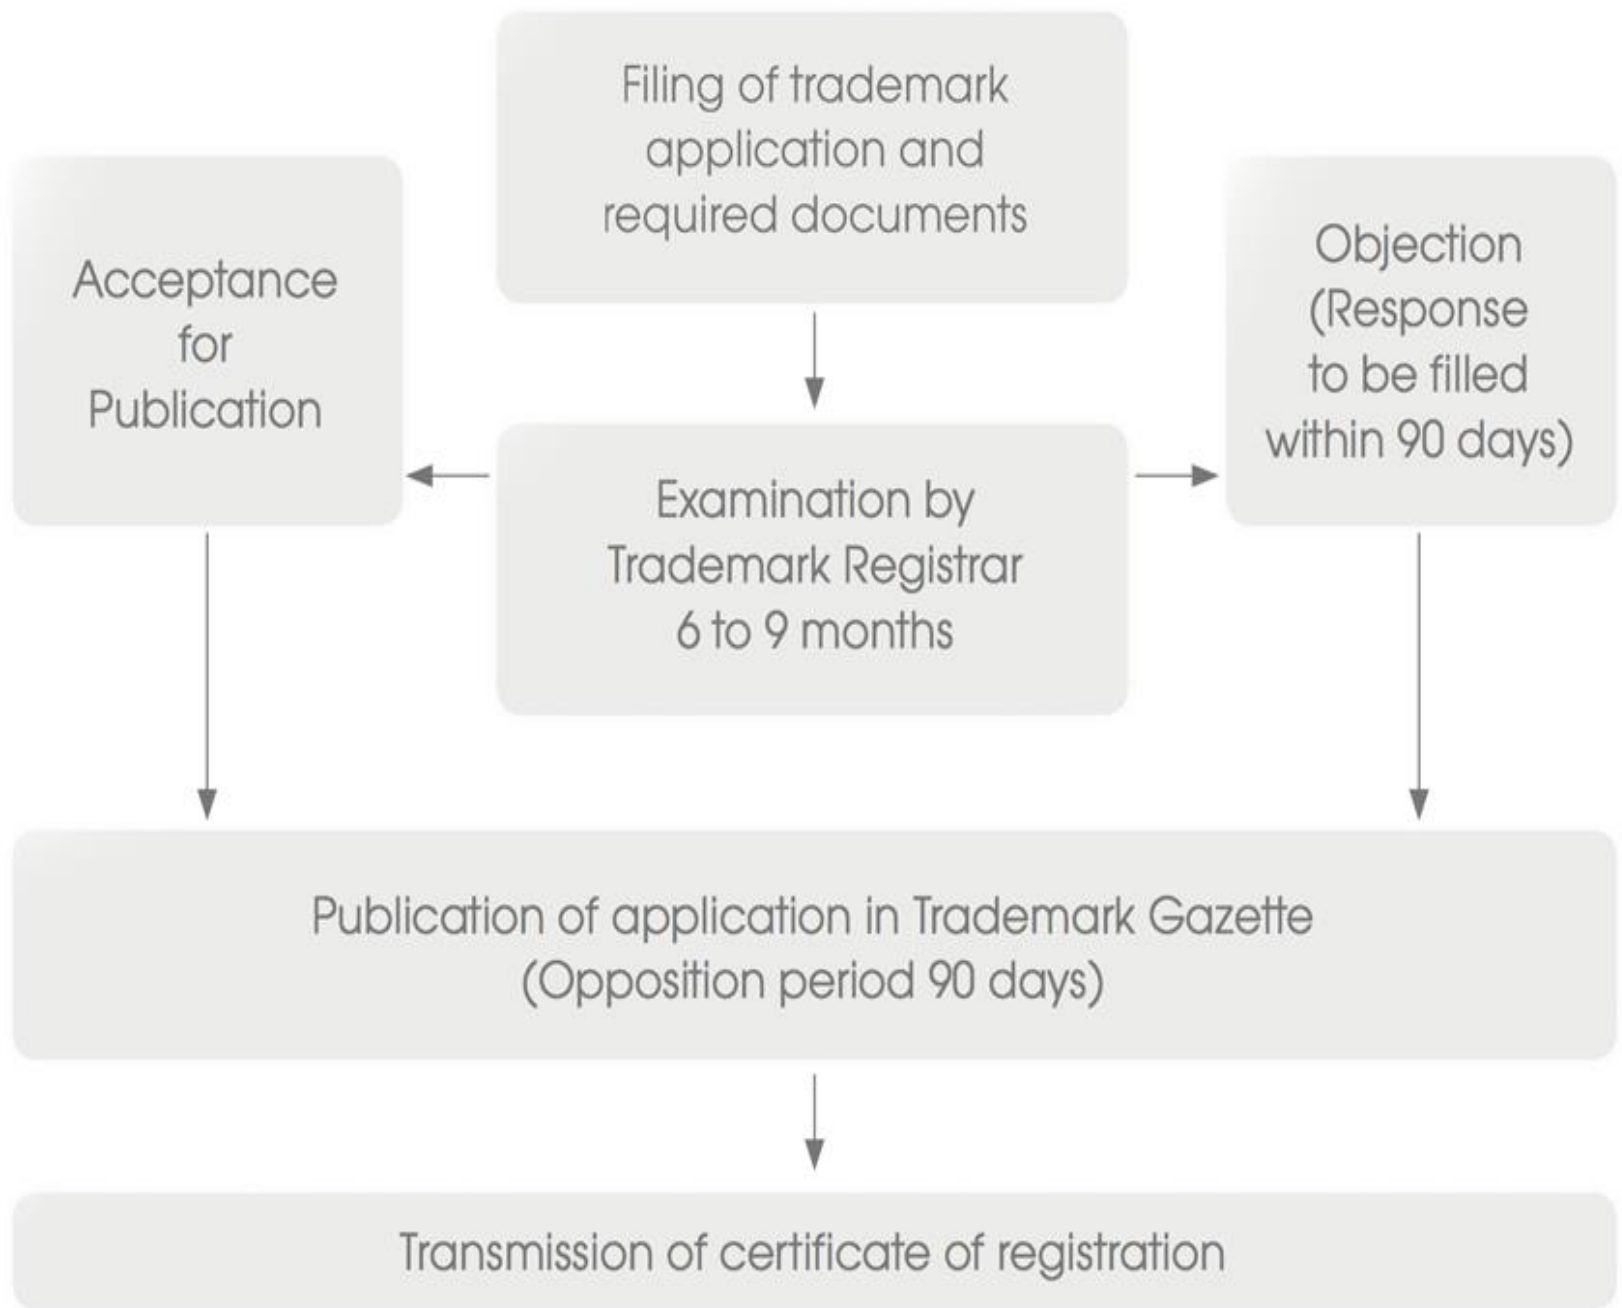 Filing of trademark
application and
required documents
Acceptance
for
Publication
Objection
(Response
to be filled
within 90 days)
Examination by
Trademark Registrar
6 to 9 months
Publication of application in Trademark Gazette
(Opposition period 90 days)
Transmission of certificate of registration